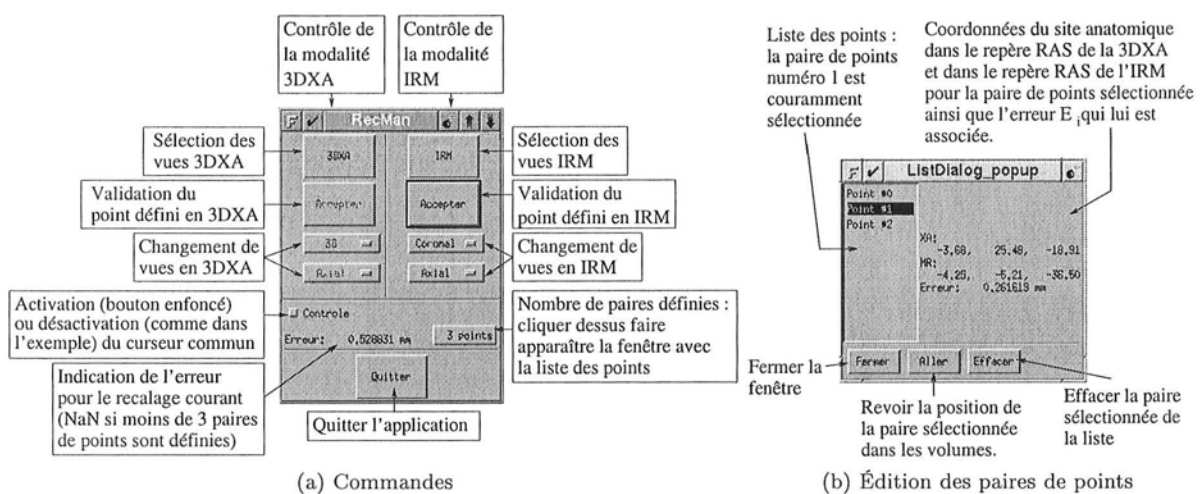 Contrôle de
la modalité
3DXA
Contrôle de
la modalité
IRM
RecMan
Sélection des
vues 3DXA
3DXA
IRM
Sélection des
vues IRM
Validation du
point défini en 3DXA
Accepter
Accepter
Validation du
point défini en IRM
Changement de
vues en 3DXA
3D
Axial
Coronal
Axial
Changement de
vues en IRM
Activation (bouton enfoncé)
ou désactivation (comme dans
l'exemple) du curseur commun
Controle
Erreur: 0,528831 mm
3 points
Nombre de paires définies :
cliquer dessus faire
apparaître la fenêtre avec
la liste des points
Indication de l'erreur
pour le recalage courant
(NaN si moins de 3 paires
de points sont définies)
Quitter
Quitter l'application
(a) Commandes
Liste des points :
la paire de points
numéro 1 est
couramment
sélectionnée
Coordonnées du site anatomique
dans le repère RAS de la 3DXA
et dans le repère RAS de l'IRM
pour la paire de points sélectionnée
ainsi que l'erreur E i qui lui est
associée.
ListDialog_popup
Point #0
Point #1
Point #2
XA:
-3,68, 25,48, -18,91
MR:
-4,25, -5,21, -36,50
Erreur: 0,261619 mm
Fermer
Aller
Effacer
Fermer la
fenêtre
Revoir la position de
la paire sélectionnée
dans les volumes.
Effacer la paire
sélectionnée de
la liste
(b) Édition des paires de points